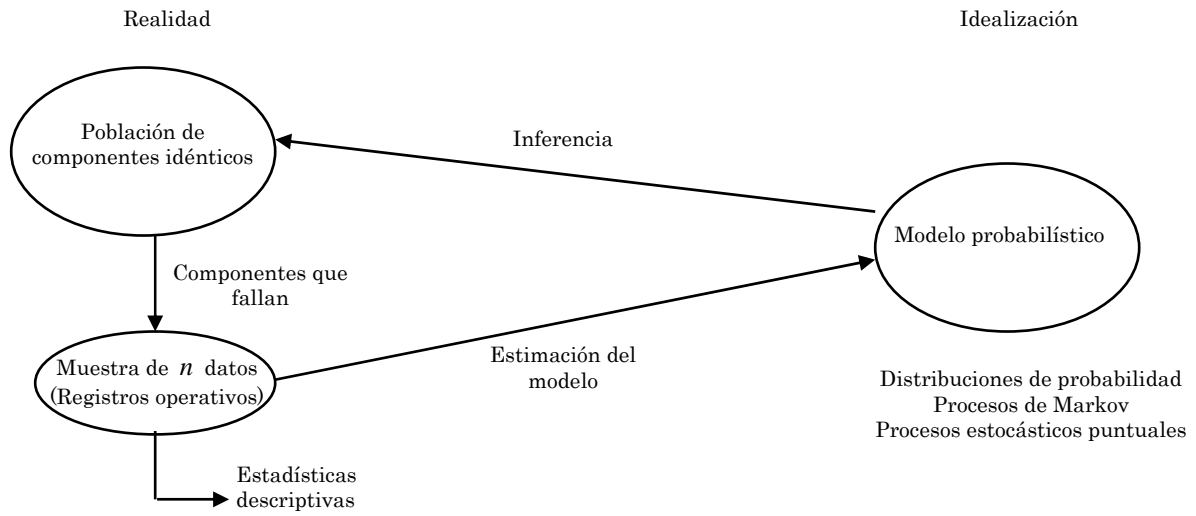 Realidad
Idealización
Población de
componentes idénticos
Inferencia
Modelo probabilístico
Componentes que
fallan
Muestra de n datos
(Registros operativos)
Estimación del
modelo
Distribuciones de probabilidad
Procesos de Markov
Procesos estocásticos puntuales
Estadísticas
descriptivas